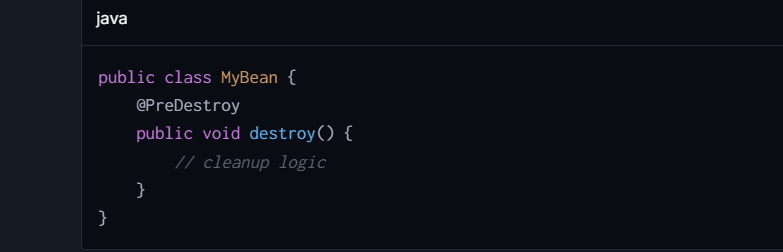 java
public class MyBean {
    @PreDestroy
    public void destroy() {
        // cleanup logic
    }
}